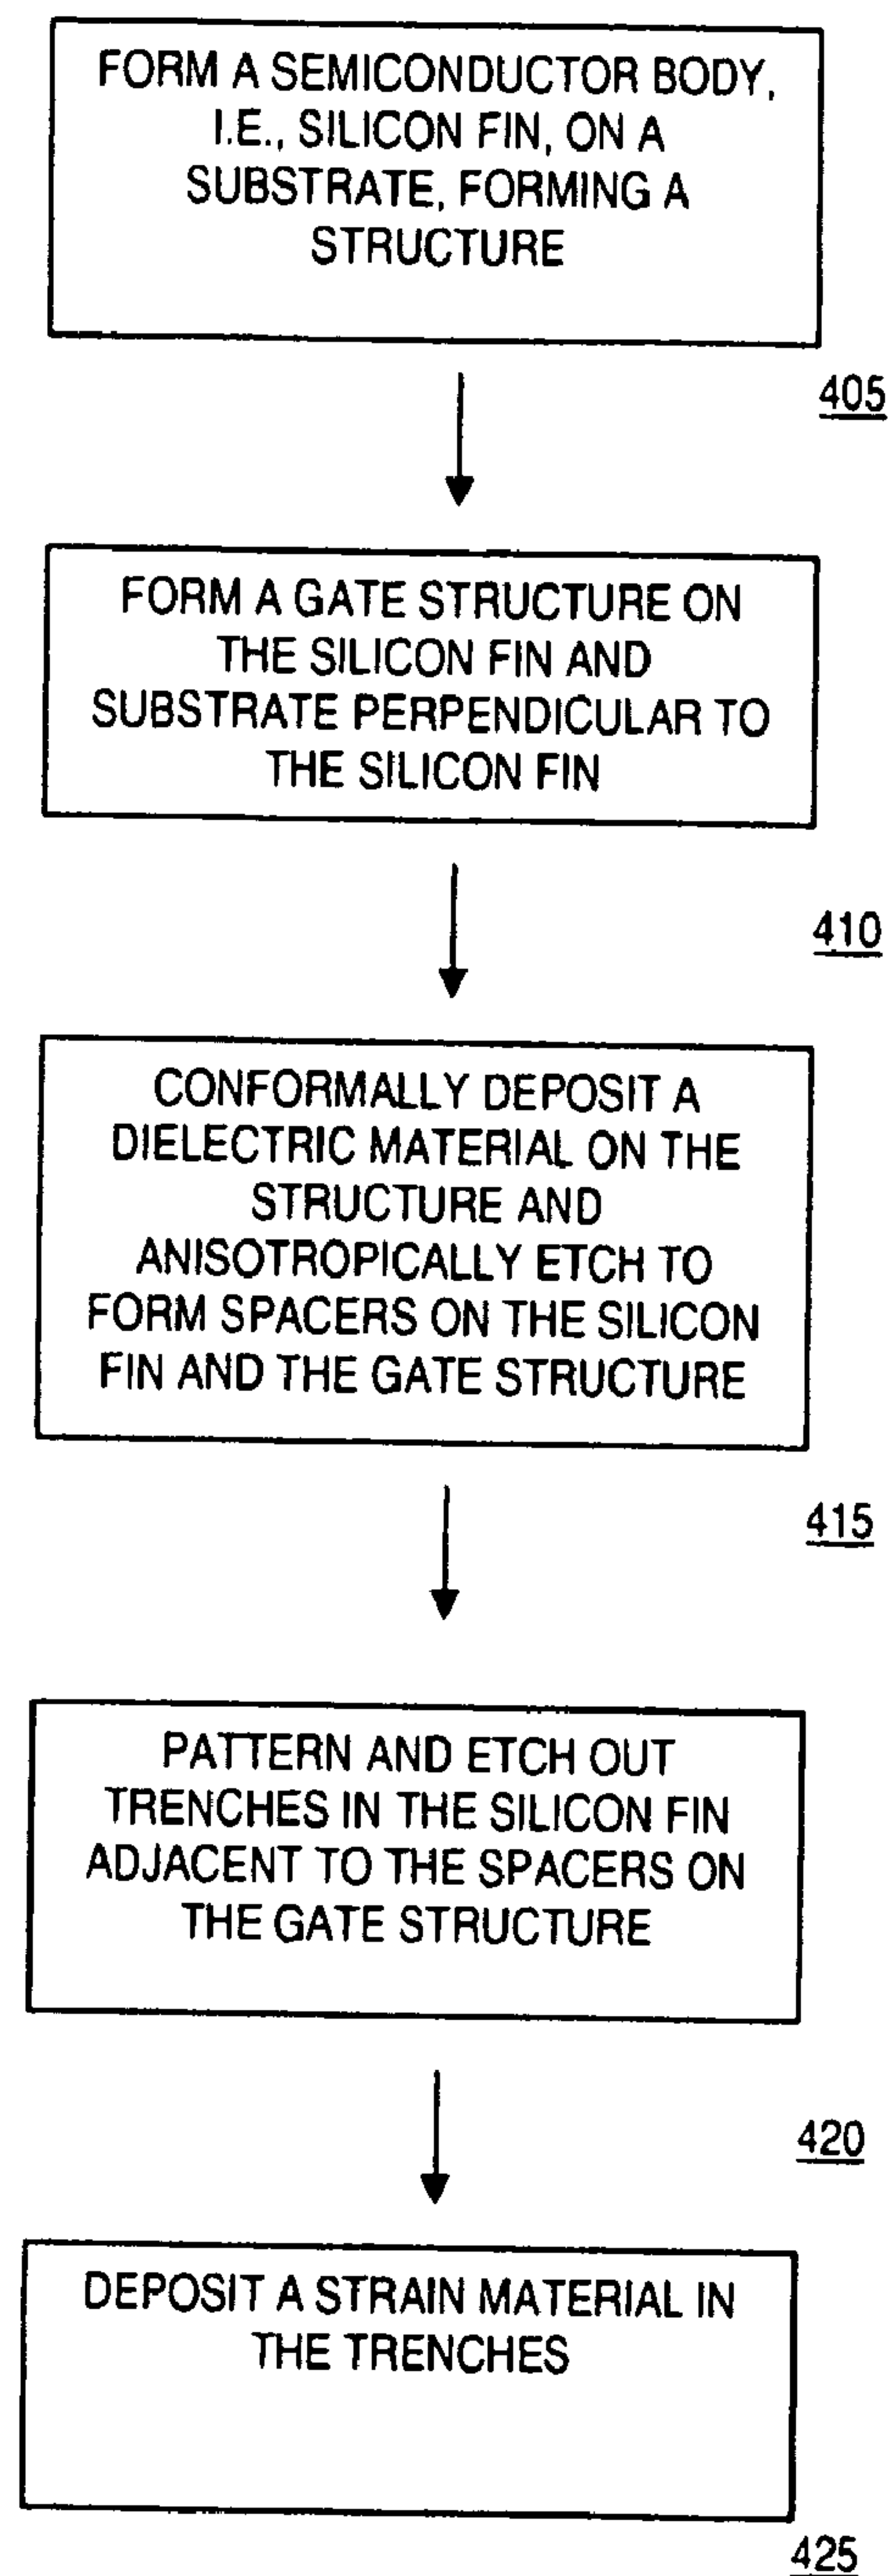 FORM A SEMICONDUCTOR BODY,
I.E., SILICON FIN, ON A
SUBSTRATE, FORMING A
STRUCTURE
405
FORM A GATE STRUCTURE ON
THE SILICON FIN AND
SUBSTRATE PERPENDICULAR TO
THE SILICON FIN
410
CONFORMALLY DEPOSIT A
DIELECTRIC MATERIAL ON THE
STRUCTURE AND
ANISOTROPICALLY ETCH TO
FORM SPACERS ON THE SILICON
FIN AND THE GATE STRUCTURE
415
PATTERN AND ETCH OUT
TRENCHES IN THE SILICON FIN
ADJACENT TO THE SPACERS ON
THE GATE STRUCTURE
420
DEPOSIT A STRAIN MATERIAL IN
THE TRENCHES
425